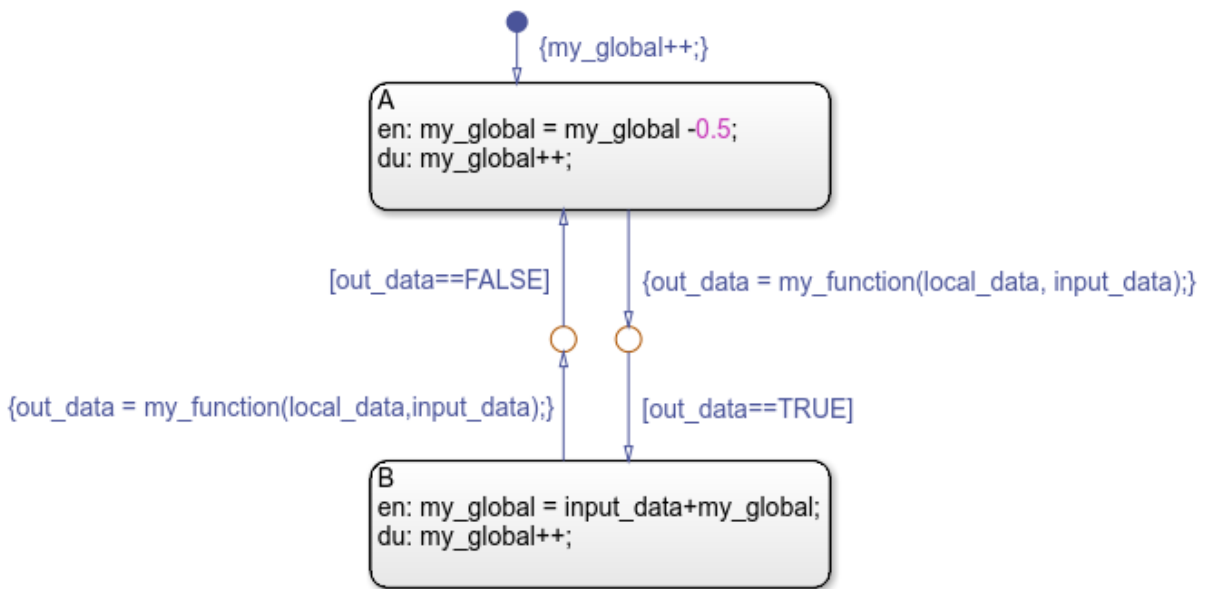 {my_global++;}
A
en: my_global = my_global -0.5;
du: my_global++;
[out_data==FALSE]
{out_data = my_function(local_data, input_data);}
{out_data = my_function(local_data,input_data);}
[out_data==TRUE]
B
en: my_global = input_data+my_global;
du: my_global++;